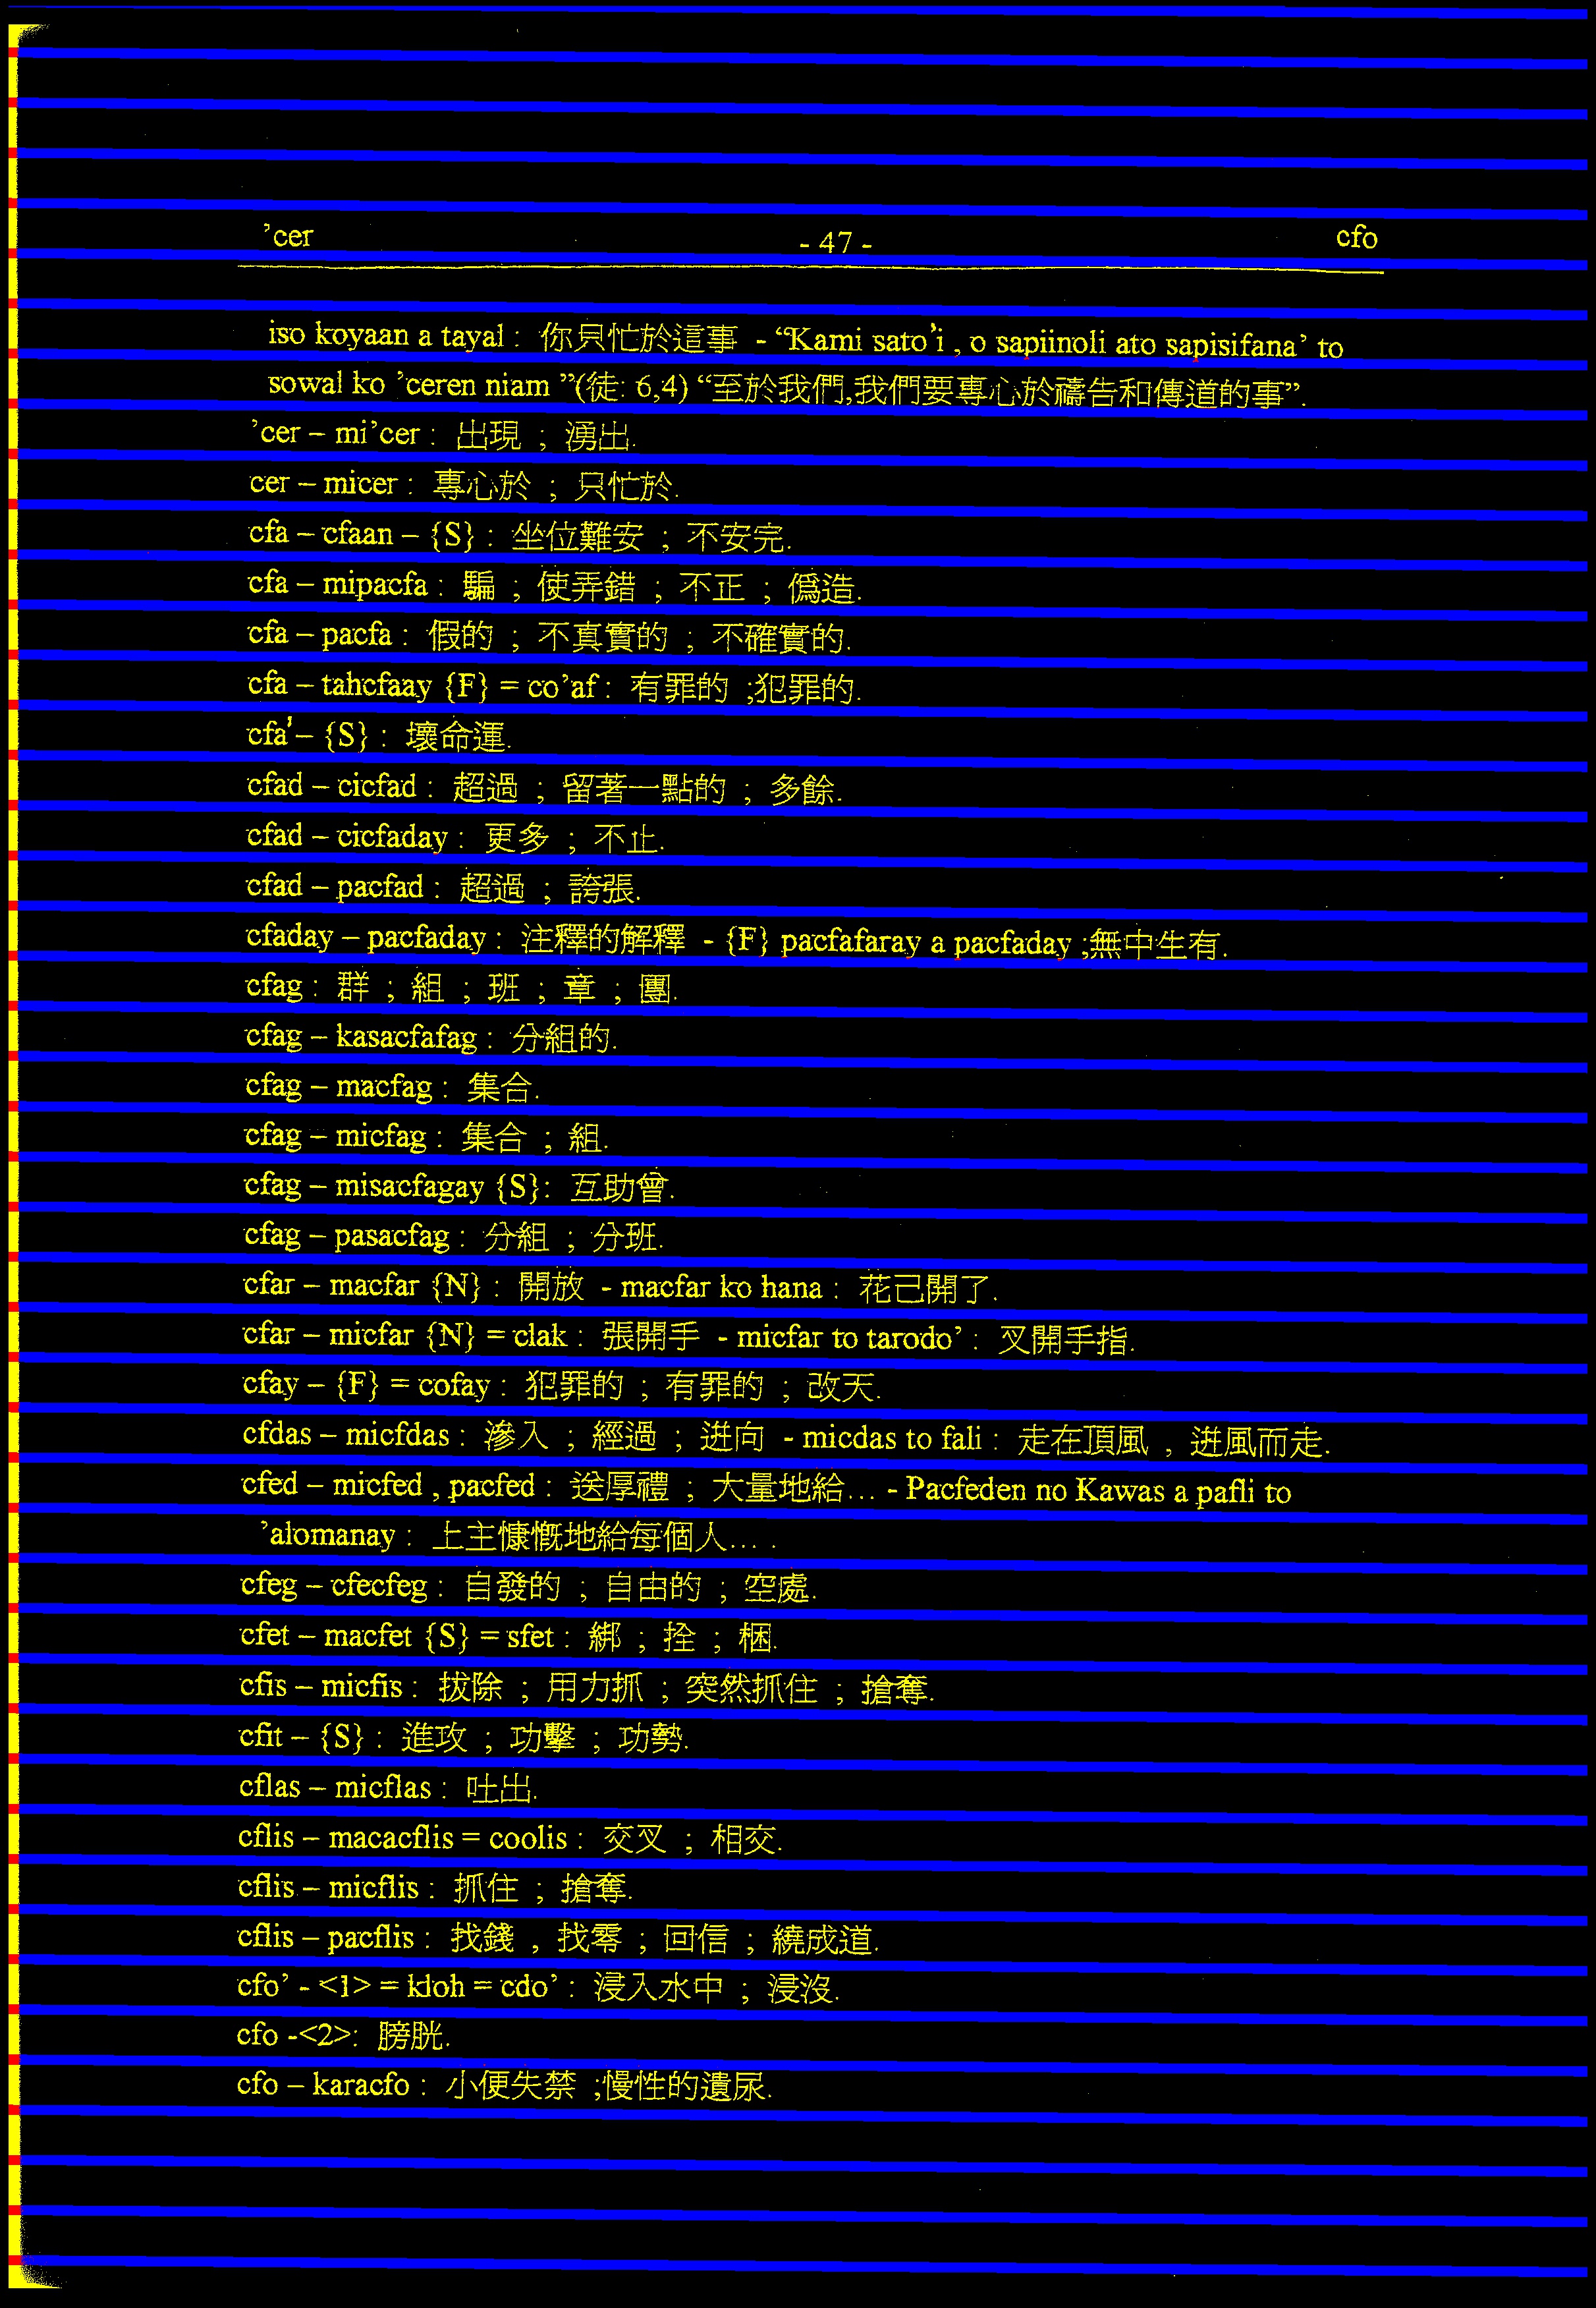 ’cer - 47 - cfo
iso koyaan a tayal : 你只忙於這事 - “Kami sato’i , o sapiinoli ato sapisifana’ to
sowal ko ’ceren niam ”(徒: 6,4) “至於我們,我們要專心於禱告和傳道的事”.
’cer – mi’cer : 出現 ; 湧出.
cer – micer : 專心於 ; 只忙於.
cfa – cfaan – {S} : 坐位難安 ; 不安完.
cfa – mipacfa : 騙 ; 使弄錯 ; 不正 ; 僞造.
cfa – pacfa : 假的 ; 不真實的 ; 不確實的.
cfa – tahcfaay {F} = co’af : 有罪的 ;犯罪的.
cfa’– {S} : 壞命運.
cfad – cicfad : 超過 ; 留著一點的 ; 多餘.
cfad – cicfaday : 更多 ; 不止.
cfad – pacfad : 超過 ; 誇張.
cfaday – pacfaday : 注釋的解釋 - {F} pacfafaray a pacfaday ;無中生有.
cfag : 群 ; 組 ; 班 ; 章 ; 團.
cfag – kasacfafag : 分組的.
cfag – macfag : 集合.
cfag – micfag : 集合 ; 組.
cfag – misacfagay {S}: 互助會.
cfag – pasacfag : 分組 ; 分班.
cfar – macfar {N} : 開放 - macfar ko hana : 花己開了.
cfar – micfar {N} = clak : 張開手 - micfar to tarodo’ : 叉開手指.
cfay – {F} = cofay : 犯罪的 ; 有罪的 ; 改天.
cfdas – micfdas : 滲入 ; 經過 ; 逬向 - micdas to fali : 走在頂風 , 逬風而走.
cfed – micfed , pacfed : 送厚禮 ; 大量地給… - Pacfeden no Kawas a pafli to
’alomanay : 上主慷慨地給每個人… .
cfeg – cfecfeg : 自發的 ; 自由的 ; 空處.
cfet – macfet {S} = sfet : 綁 ; 拴 ; 梱.
cfis – micfis : 拔除 ; 用力抓 ; 突然抓住 ; 搶奪.
cfit – {S} : 進攻 ; 功擊 ; 功勢.
cflas – micflas : 吐出.
cflis – macacflis = coolis : 交叉 ; 相交.
cflis – micflis : 抓住 ; 搶奪.
cflis – pacflis : 找錢 , 找零 ; 回信 ; 繞成道.
cfo’ - <1> = kloh = cdo’ : 浸入水中 ; 浸沒.
cfo -<2>: 膀胱.
cfo – karacfo : 小便失禁 ;慢性的遺尿.